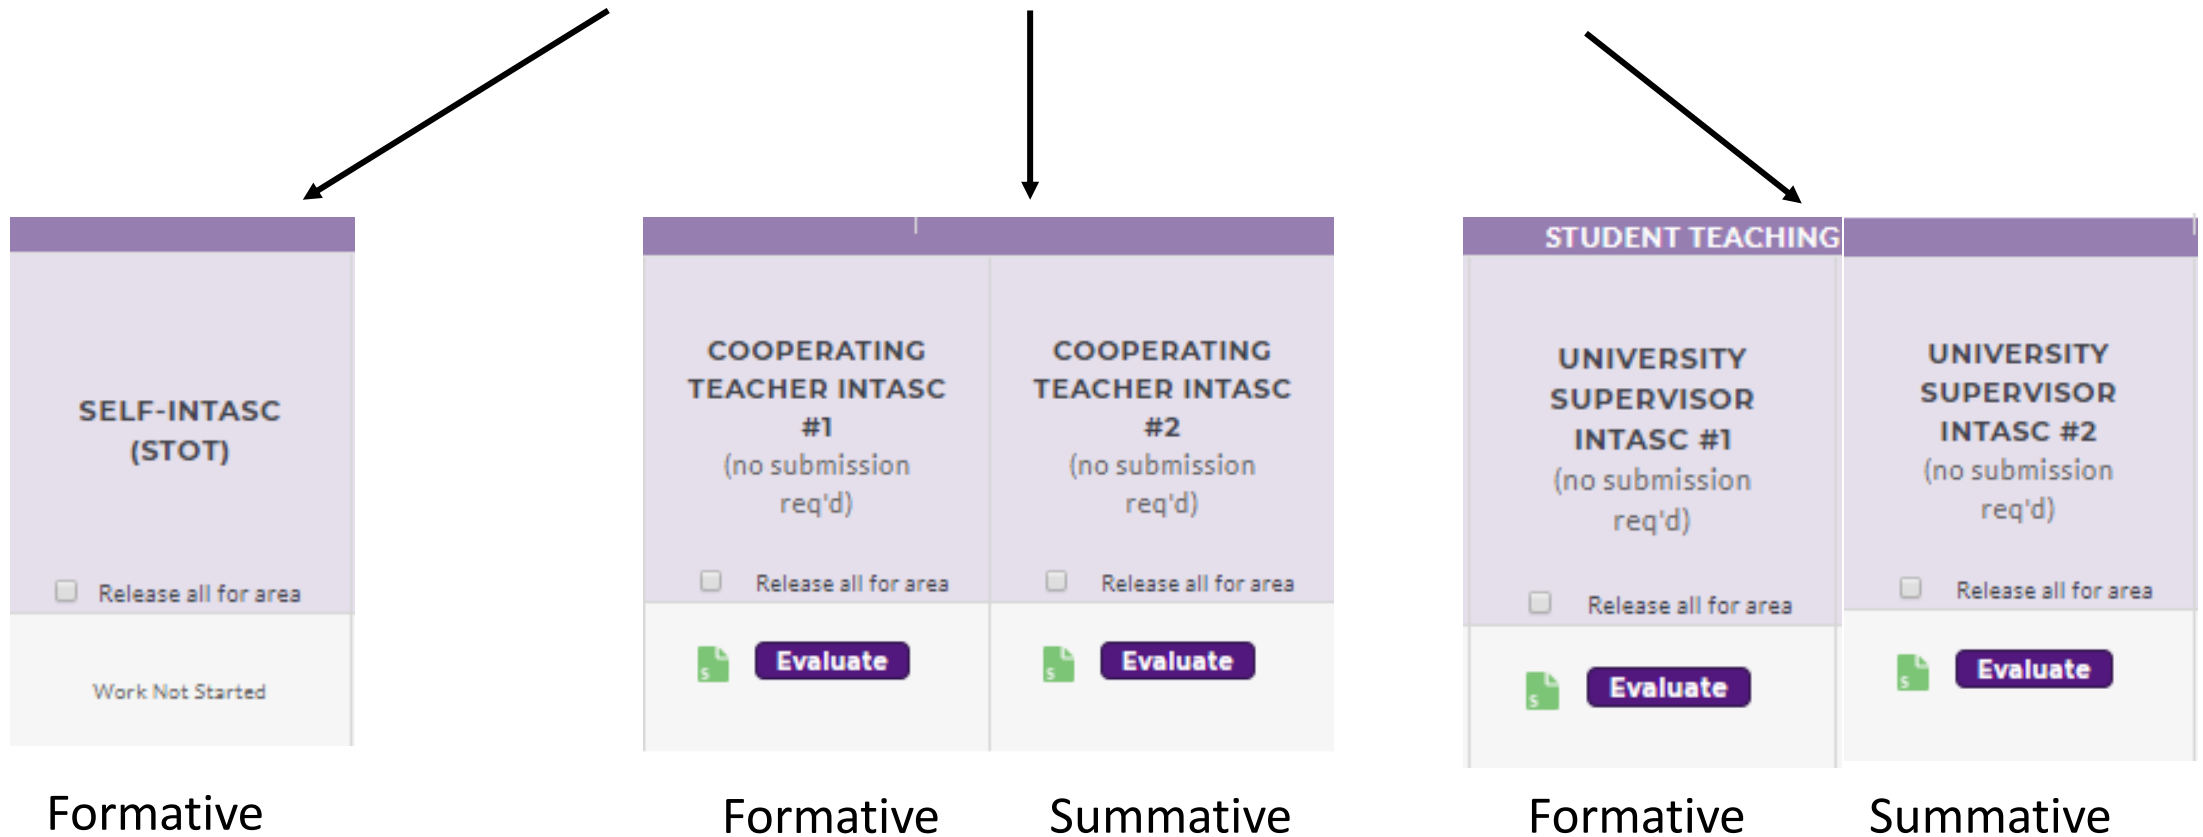 SELF-INTASC
(STOT)
Release all for area
Work Not Started
Formative
COOPERATING
TEACHER INTASC
#1
(no submission
req'd)
Release all for area
S
Evaluate
Formative
COOPERATING
TEACHER INTASC
#2
(no submission
req'd)
Release all for area
S
Evaluate
Summative
STUDENT TEACHING
UNIVERSITY
SUPERVISOR
INTASC #1
(no submission
req'd)
Release all for area
S
Evaluate
Formative
UNIVERSITY
SUPERVISOR
INTASC #2
(no submission
req'd)
Release all for area
S
Evaluate
Summative